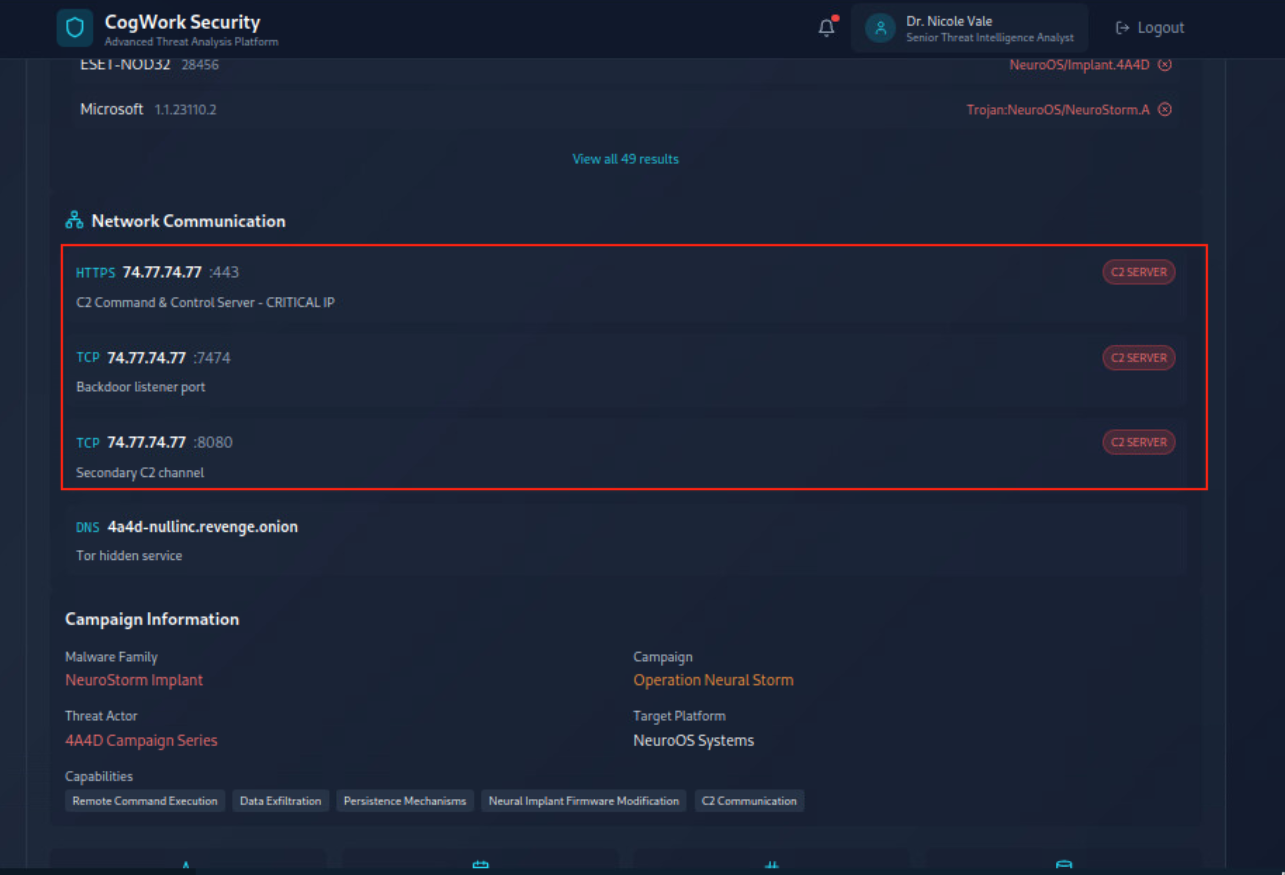 CogWork Security
Advanced Threat Analysis Platform
Dr. Nicole Vale
Senior Threat Intelligence Analyst
Logout
ESET-NOD32 28456 NeuroOS/Implant.4A4D
Microsoft 1.1.23110.2 Trojan:NeuroOS/NeuroStorm.A
View all 49 results
Network Communication
HTTPS 74.77.74.77 :443 C2 SERVER
C2 Command & Control Server - CRITICAL IP
TCP 74.77.74.77 :7474 C2 SERVER
Backdoor listener port
TCP 74.77.74.77 :8080 C2 SERVER
Secondary C2 channel
DNS 4a4d-nullinc.revenge.onion
Tor hidden service
Campaign Information
Malware Family Campaign
NeuroStorm Implant Operation Neural Storm
Threat Actor Target Platform
4A4D Campaign Series NeuroOS Systems
Capabilities
Remote Command Execution Data Exfiltration Persistence Mechanisms Neural Implant Firmware Modification C2 Communication